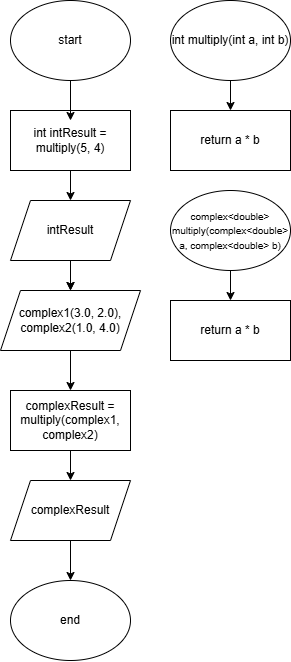 start
int intResult =
multiply(5, 4)
intResult
complex1(3.0, 2.0),
complex2(1.0, 4.0)
complexResult =
multiply(complex1,
complex2)
complexResult
end
int multiply(int a, int b)
return a * b
complex<double>
multiply(complex<double>
a, complex<double> b)
return a * b